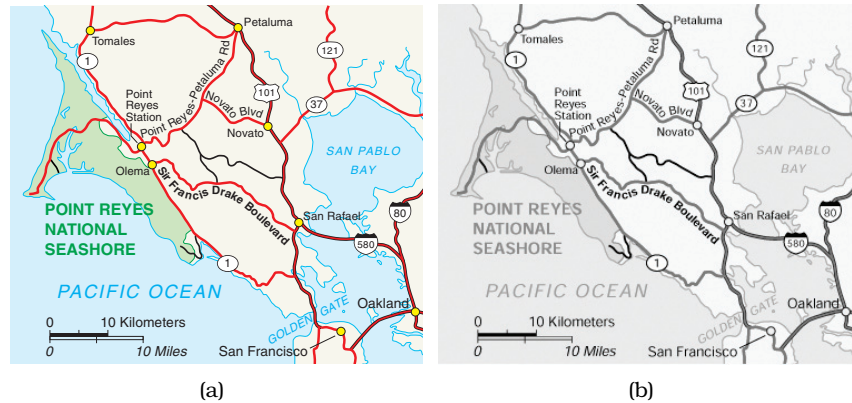 Petaluma
Tomales
121
1
Point Reyes-Petaluma Rd
101
Point
Reyes
Station
Novato Blvd
37
Novato
SAN PABLO
BAY
Olema
Sir Francis Drake Boulevard
POINT REYES
NATIONAL
SEASHORE
San Rafael
80
580
1
PACIFIC OCEAN
GOLDEN GATE
Oakland
0 10 Kilometers
0 10 Miles
San Francisco
(a)
Petaluma
Tomales
121
1
Point Reyes-Petaluma Rd
101
Point
Reyes
Station
Novato Blvd
37
Novato
SAN PABLO
BAY
Olema
Sir Francis Drake Boulevard
POINT REYES
NATIONAL
SEASHORE
San Rafael
80
580
1
PACIFIC OCEAN
GOLDEN GATE
Oakland
0 10 Kilometers
0 10 Miles
San Francisco
(b)